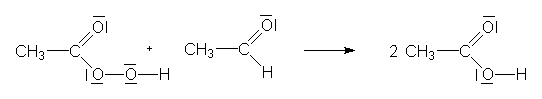 O O O
CH₃—C + CH₃—C ⟶ 2 CH₃—C
O—O—H H O—H